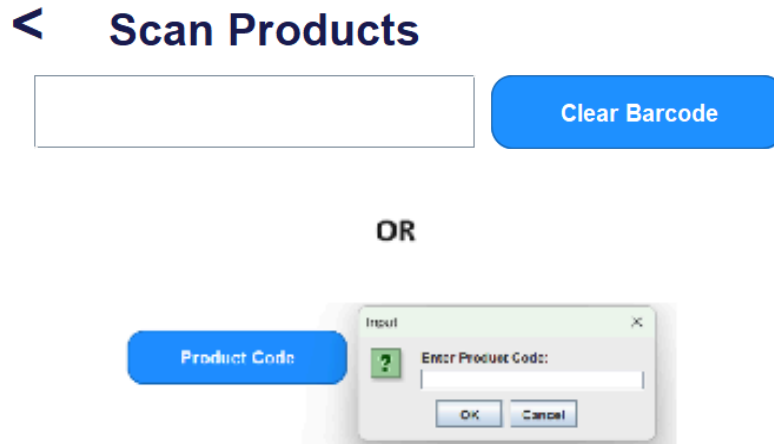 < Scan Products
Clear Barcode
OR
Input
Product Code
? Enter Product Code:
OK Cancel